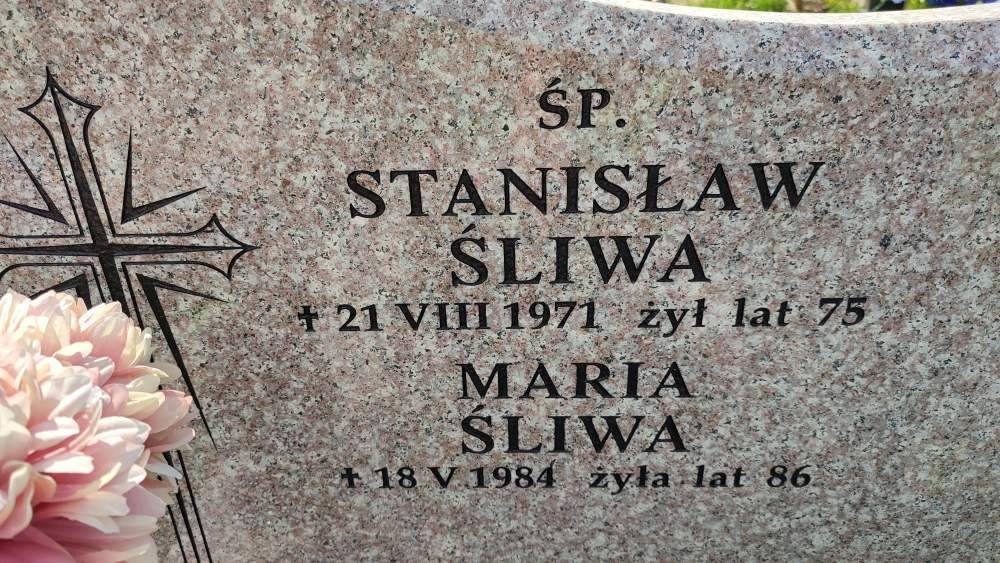 ŚP.
STANISŁAW
ŚLIWA
† 21 VIII 1971 żył lat 75
MARIA
ŚLIWA
† 18 V 1984 żyła lat 86